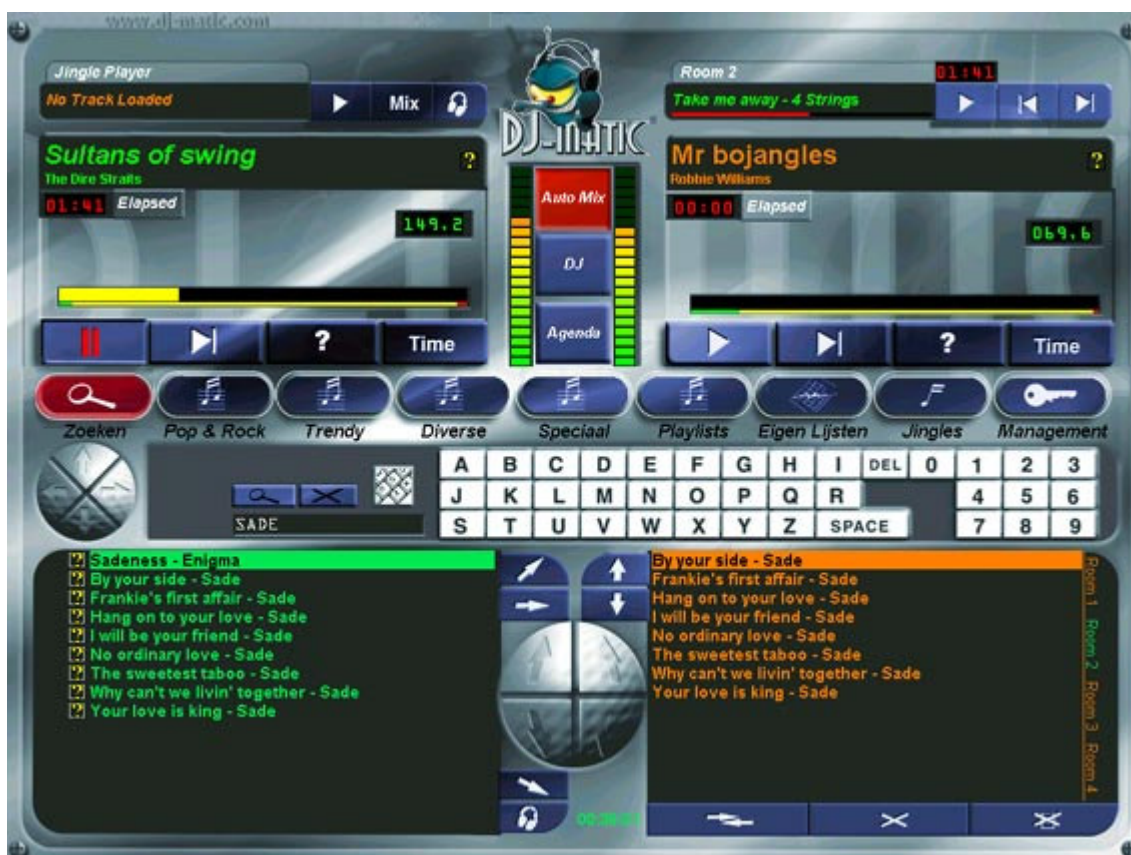 www.dj-matic.com
Jingle Player
No Track Loaded
Mix
DJ-MATIC
Room 2
01:41
Take me away - 4 Strings
Sultans of swing
?
The Dire Straits
01:41 Elapsed
149.2
Auto Mix
DJ
Agenda
Mr bojangles
?
Robbie Williams
00:00 Elapsed
069.6
? Time
? Time
Zoeken Pop & Rock Trendy Diverse Speciaal Playlists Eigen Lijsten Jingles Management
A B C D E F G H I DEL 0 1 2 3
J K L M N O P Q R 4 5 6
S T U V W X Y Z SPACE 7 8 9
SADE
? Sadeness - Enigma
? By your side - Sade
? Frankie's first affair - Sade
? Hang on to your love - Sade
? I will be your friend - Sade
? No ordinary love - Sade
? The sweetest taboo - Sade
? Why can't we livin' together - Sade
? Your love is king - Sade
By your side - Sade
Frankie's first affair - Sade
Hang on to your love - Sade
I will be your friend - Sade
No ordinary love - Sade
The sweetest taboo - Sade
Why can't we livin' together - Sade
Your love is king - Sade
Room 1 Room 2 Room 3 Room 4